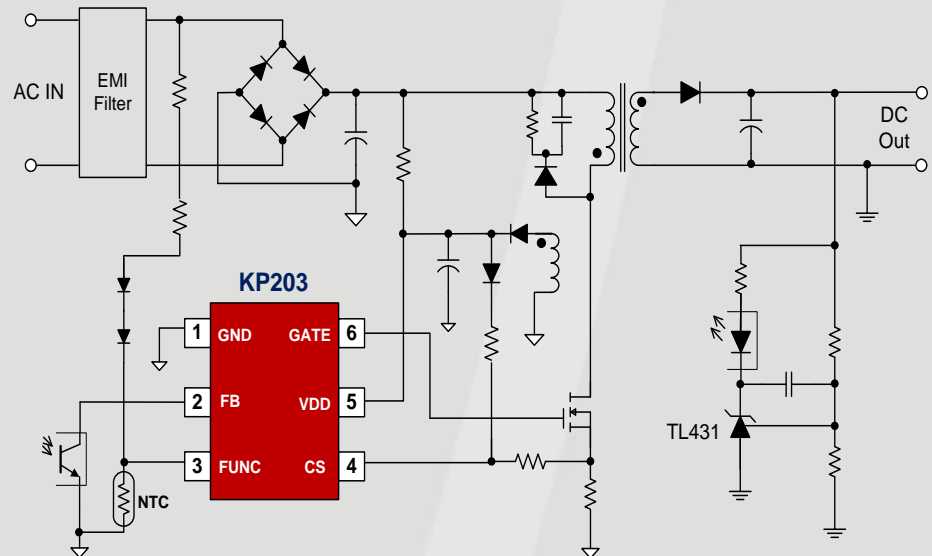 AC IN
EMI
Filter
DC
Out
KP203
1
GND
GATE
6
2
FB
VDD
5
3
FUNC
CS
4
NTC
TL431